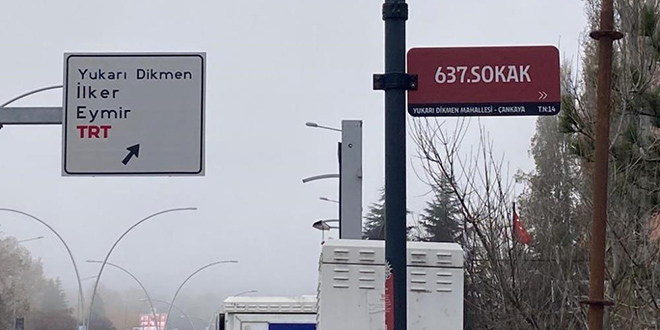 Yukarı Dikmen
İlker
Eymir
TRT
637.SOKAK
YUKARI DİKMEN MAHALLESİ - ÇANKAYA T.N:14